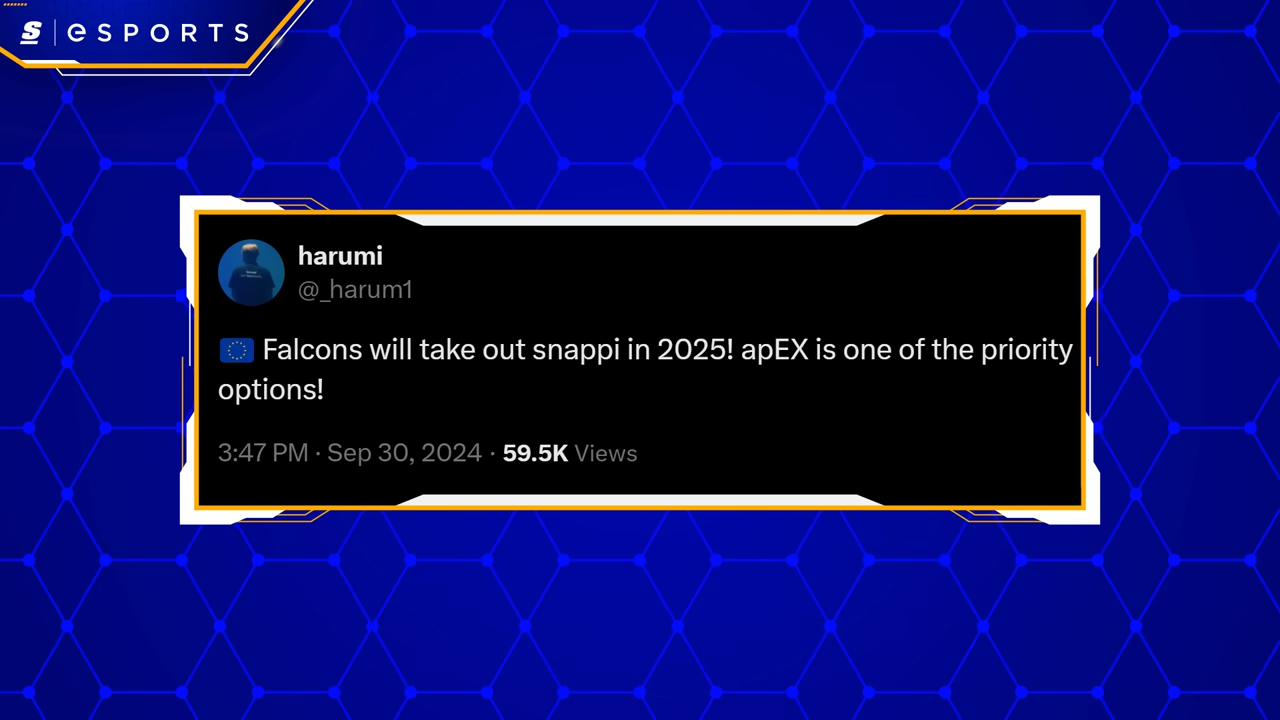 eSPORTS
harumi
@_harum1
🇪🇺 Falcons will take out snappi in 2025! apEX is one of the priority
options!
3:47 PM · Sep 30, 2024 · 59.5K Views